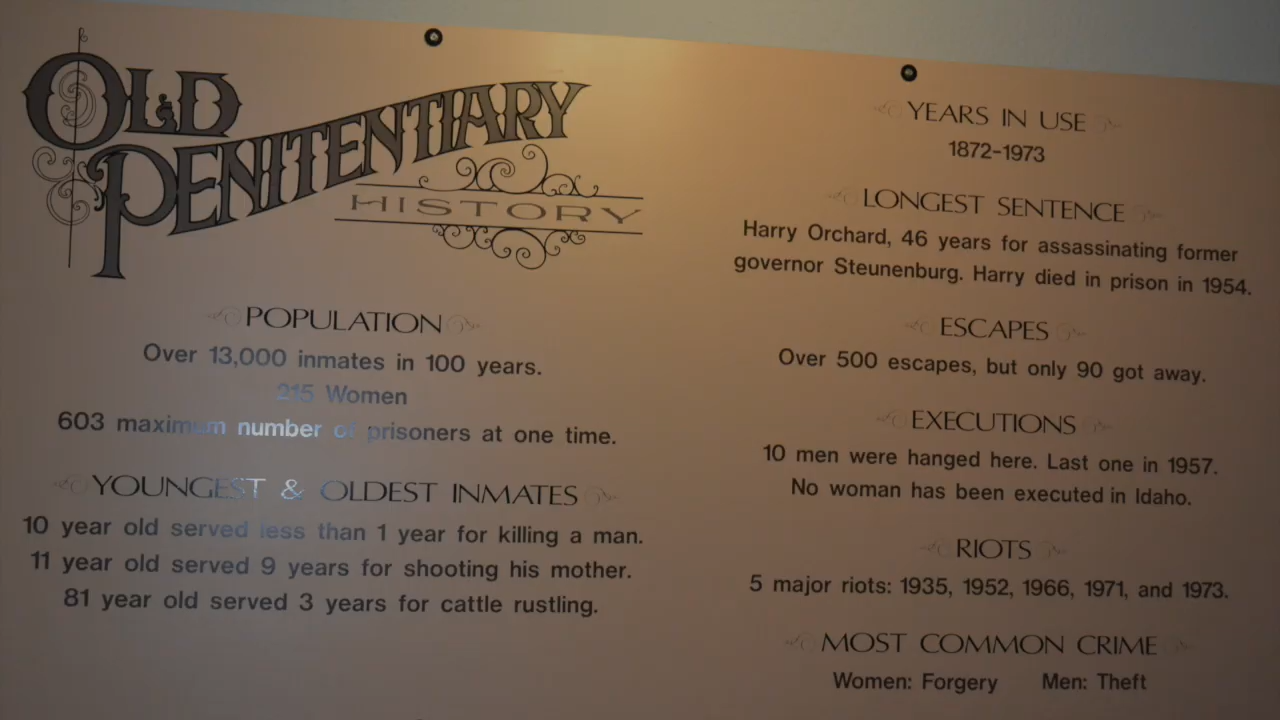 OLD
PENITENTIARY
HISTORY
POPULATION
Over 13,000 inmates in 100 years.
215 Women
603 maximum number of prisoners at one time.
YOUNGEST & OLDEST INMATES
10 year old served less than 1 year for killing a man.
11 year old served 9 years for shooting his mother.
81 year old served 3 years for cattle rustling.
YEARS IN USE
1872-1973
LONGEST SENTENCE
Harry Orchard, 46 years for assassinating former
governor Steunenburg. Harry died in prison in 1954.
ESCAPES
Over 500 escapes, but only 90 got away.
EXECUTIONS
10 men were hanged here. Last one in 1957.
No woman has been executed in Idaho.
RIOTS
5 major riots: 1935, 1952, 1966, 1971, and 1973.
MOST COMMON CRIME
Women: Forgery Men: Theft